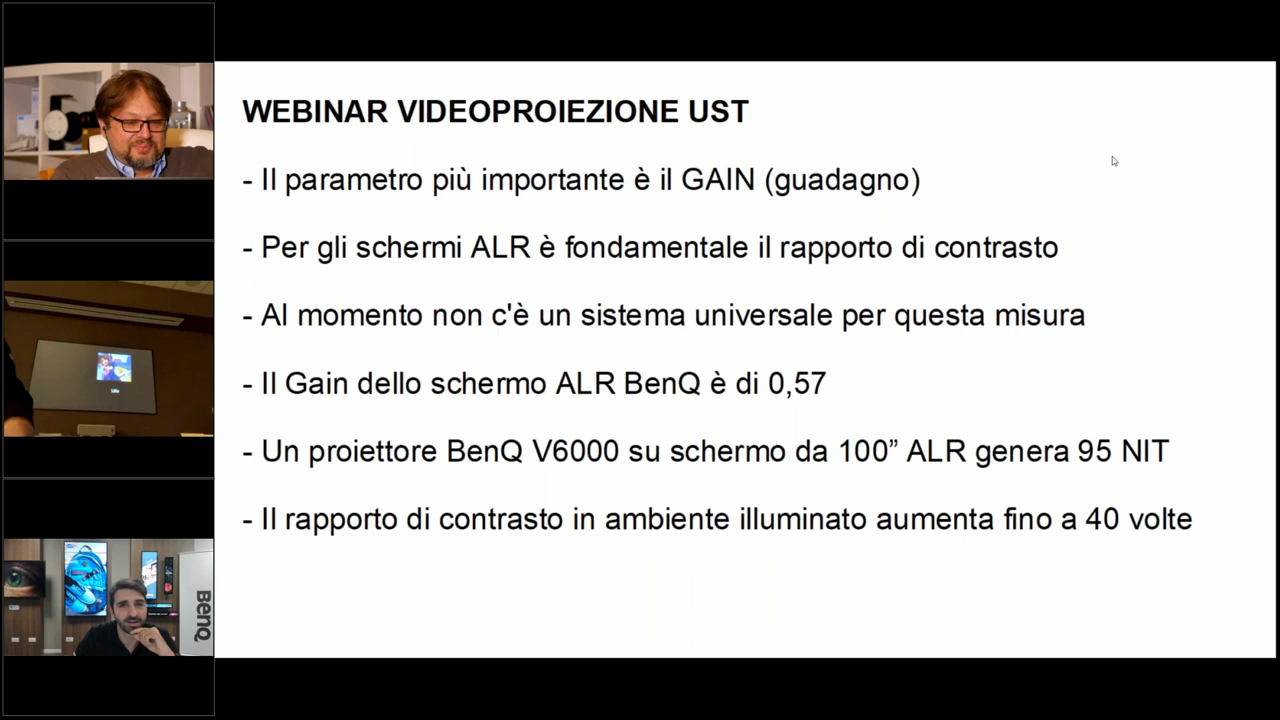 WEBINAR VIDEOPROIEZIONE UST
- Il parametro più importante è il GAIN (guadagno)
- Per gli schermi ALR è fondamentale il rapporto di contrasto
- Al momento non c'è un sistema universale per questa misura
- Il Gain dello schermo ALR BenQ è di 0,57
- Un proiettore BenQ V6000 su schermo da 100” ALR genera 95 NIT
- Il rapporto di contrasto in ambiente illuminato aumenta fino a 40 volte
BenQ